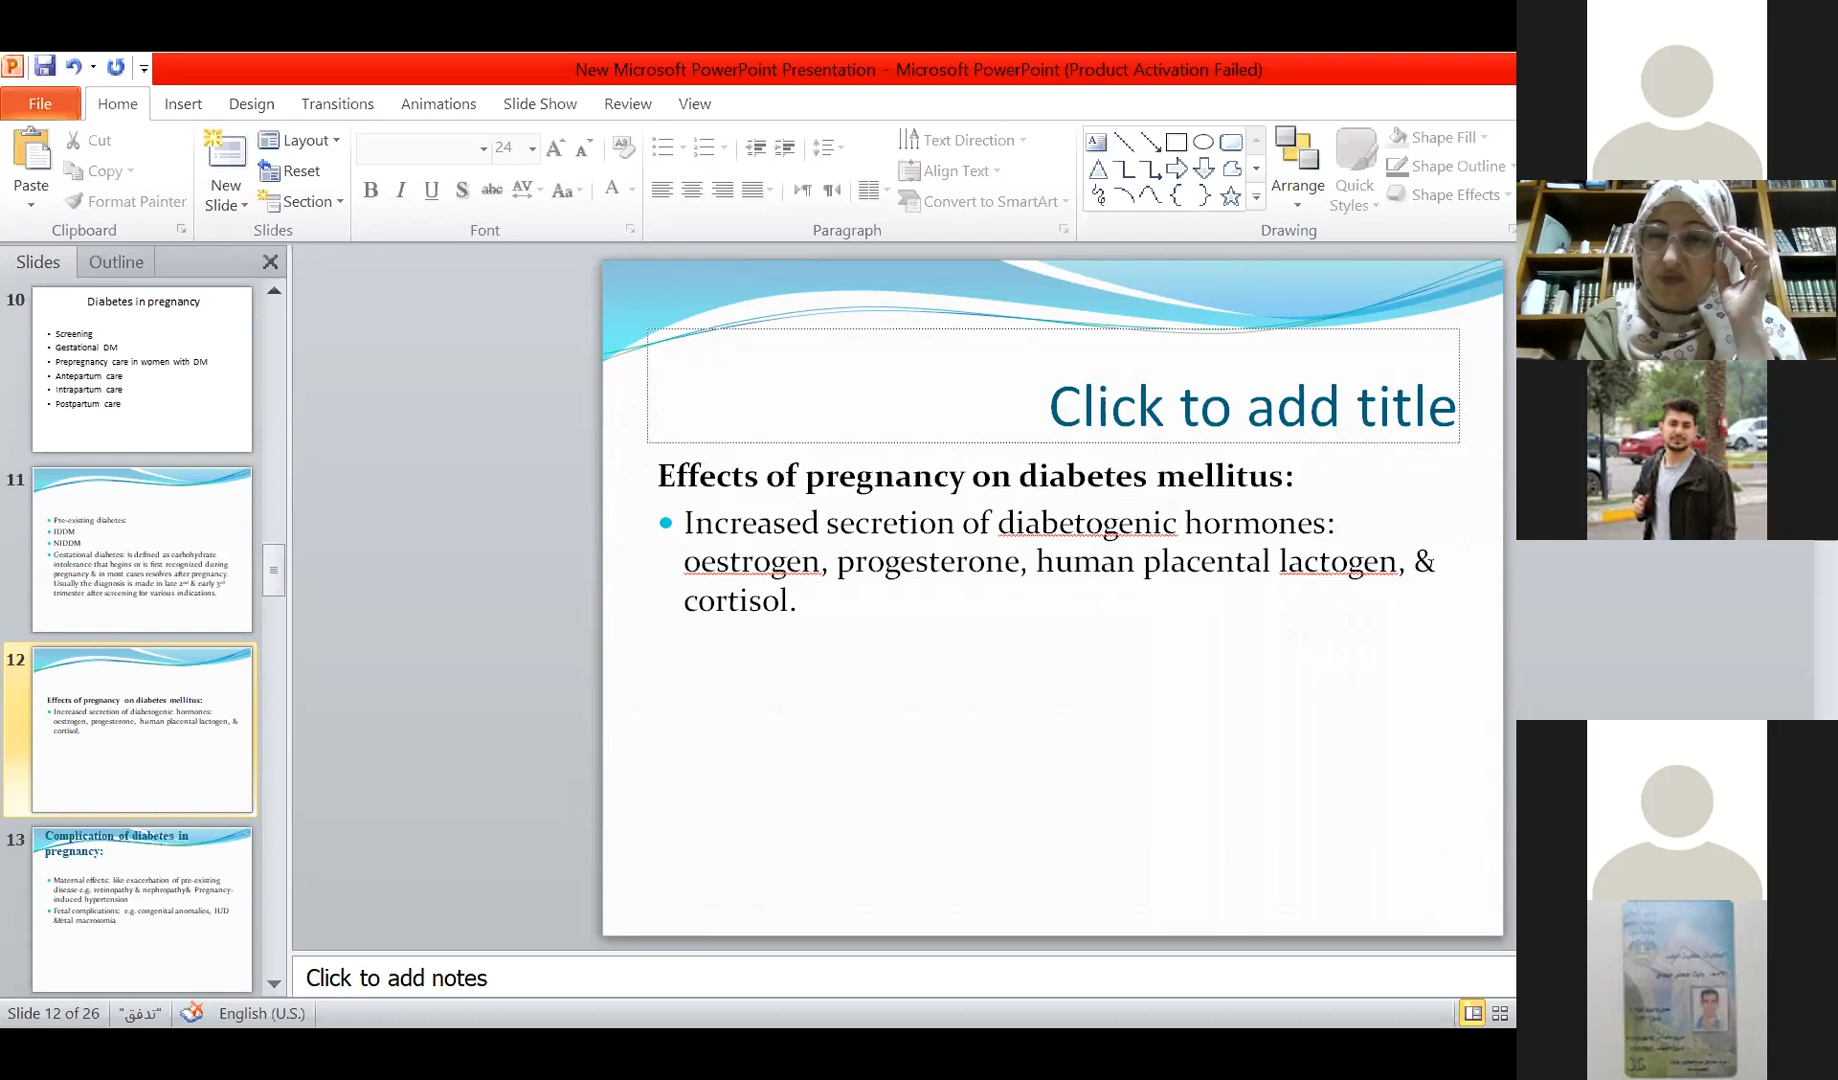 New Microsoft PowerPoint Presentation - Microsoft PowerPoint (Product Activation Failed)
File Home Insert Design Transitions Animations Slide Show Review View
Paste
Cut
Copy
Format Painter
Clipboard
New
Slide
Layout
Reset
Section
Slides
24
Font
Text Direction
Align Text
Convert to SmartArt
Paragraph
Arrange
Quick
Styles
Shape Fill
Shape Outline
Shape Effects
Drawing
Slides Outline
10
Diabetes in pregnancy
• Screening
• Gestational DM
• Prepregnancy care in women with DM
• Antepartum care
• Intrapartum care
• Postpartum care
11
Pre-existing diabetes:
IDDM
NIDDM
Gestational diabetes: is defined as carbohydrate
intolerance that begins or is first recognized during
pregnancy & in most cases resolves after pregnancy.
Usually the diagnosis is made in late 2nd & early 3rd
trimester after screening for various indications.
12
Effects of pregnancy on diabetes mellitus:
Increased secretion of diabetogenic hormones:
oestrogen, progesterone, human placental lactogen, &
cortisol.
13
Complication of diabetes in
pregnancy:
Maternal effects: like exacerbation of pre-existing
disease e.g. retinopathy & nephropathy& Pregnancy-
induced hypertension
Fetal complications: e.g. congenital anomalies, IUD
&fetal macrosomia
Click to add title
Effects of pregnancy on diabetes mellitus:
Increased secretion of diabetogenic hormones:
oestrogen, progesterone, human placental lactogen, &
cortisol.
Click to add notes
Slide 12 of 26 "تدفق" English (U.S.)